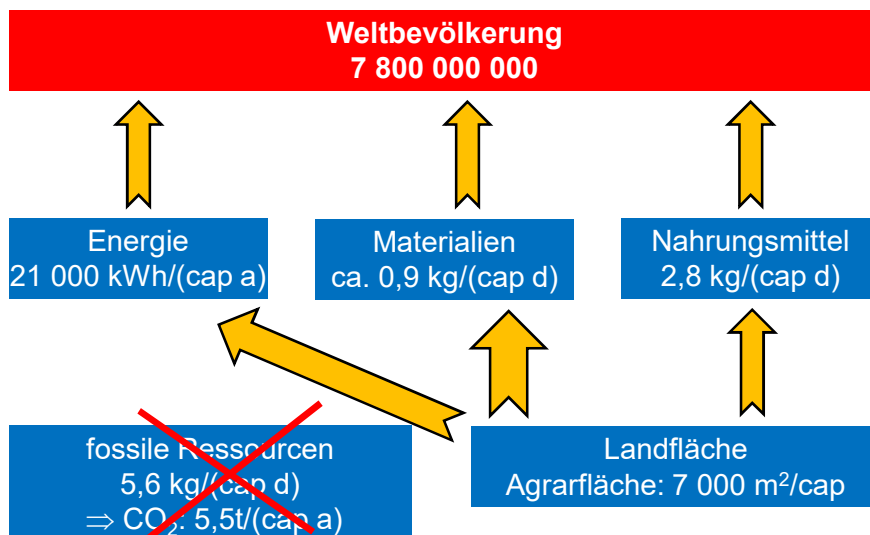 Weltbevölkerung
7 800 000 000
Energie
21 000 kWh/(cap a)
Materialien
ca. 0,9 kg/(cap d)
Nahrungsmittel
2,8 kg/(cap d)
fossile Ressourcen
5,6 kg/(cap d)
⇒ CO₂: 5,5t/(cap a)
Landfläche
Agrarfläche: 7 000 m²/cap